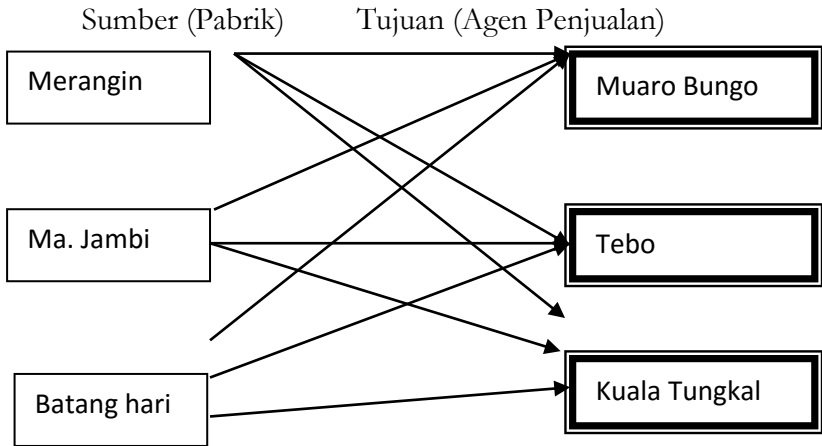 Sumber (Pabrik) Tujuan (Agen Penjualan)
Merangin Muaro Bungo
Ma. Jambi Tebo
Batang hari Kuala Tungkal